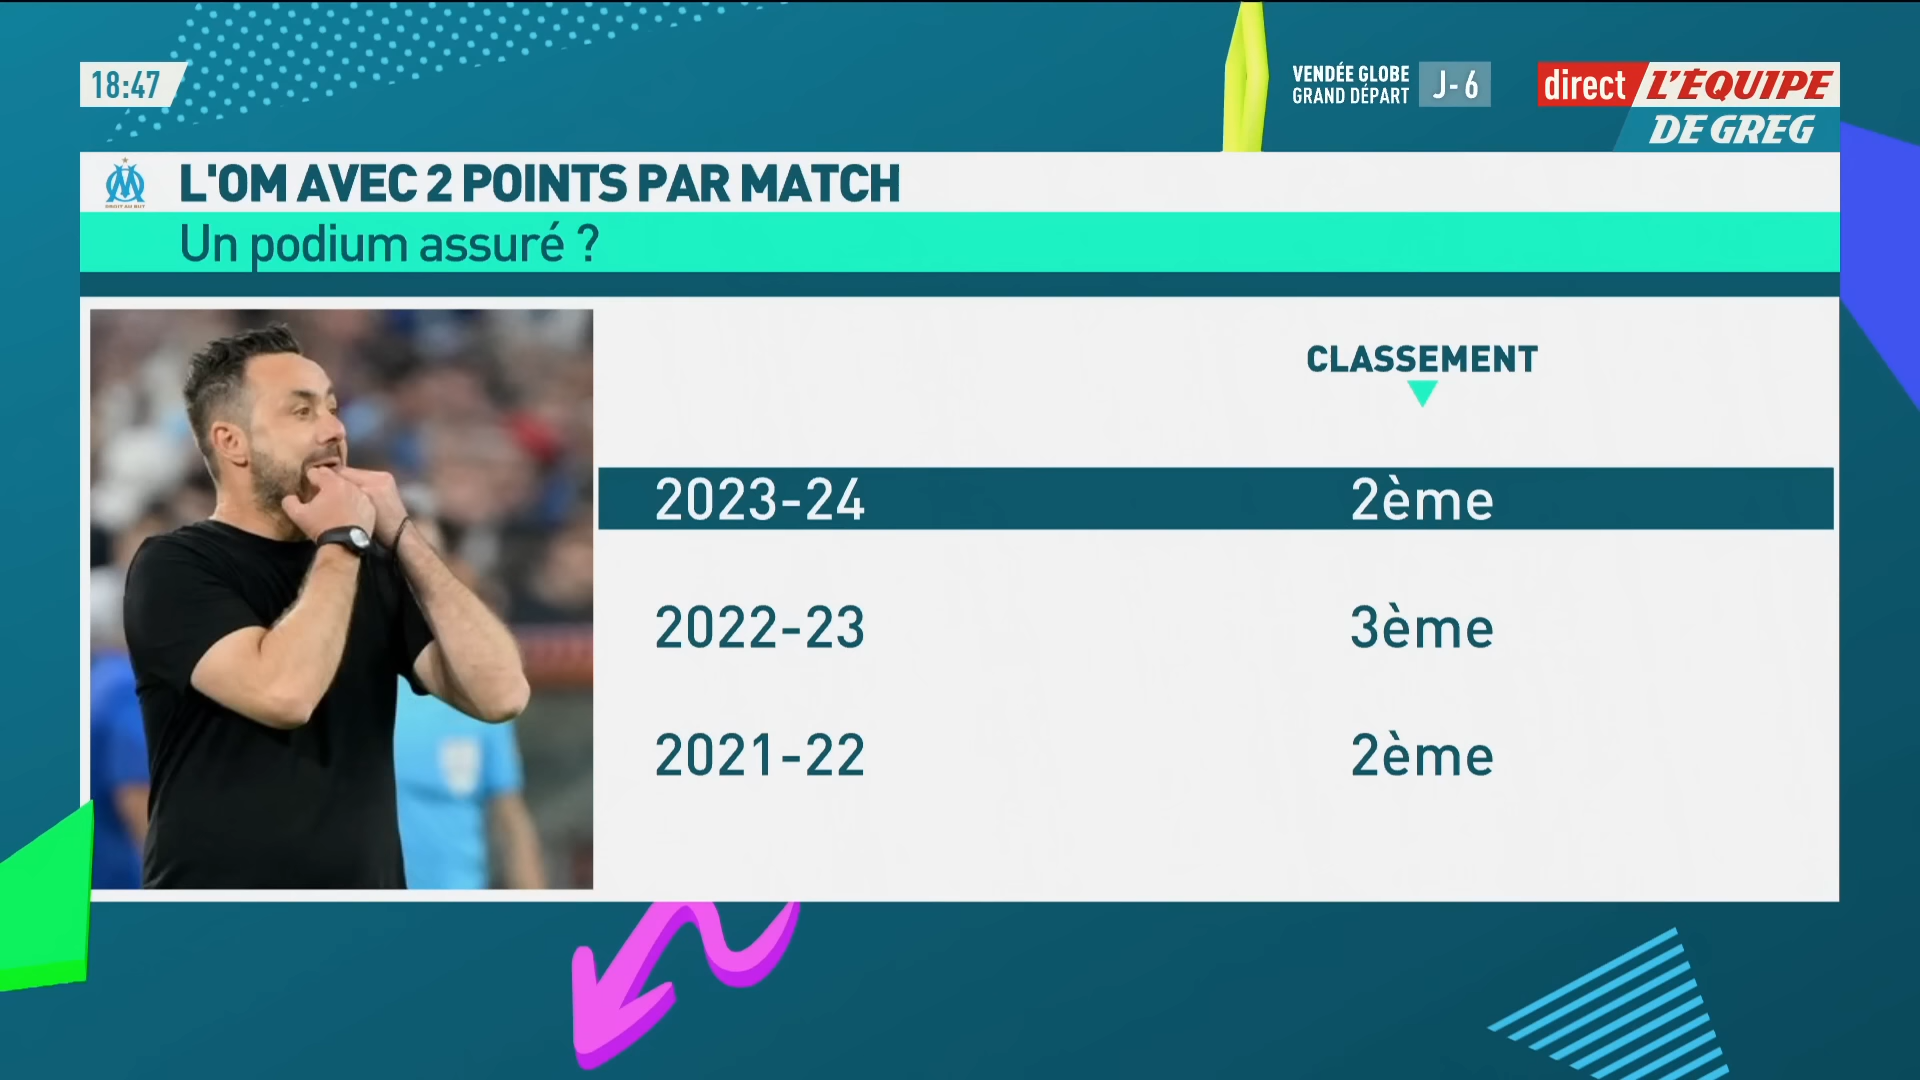 18:47
VENDÉE GLOBE
GRAND DÉPART
J-6
direct L'ÉQUIPE
DE GREG
L'OM AVEC 2 POINTS PAR MATCH
Un podium assuré ?
CLASSEMENT
2023-24 2ème
2022-23 3ème
2021-22 2ème